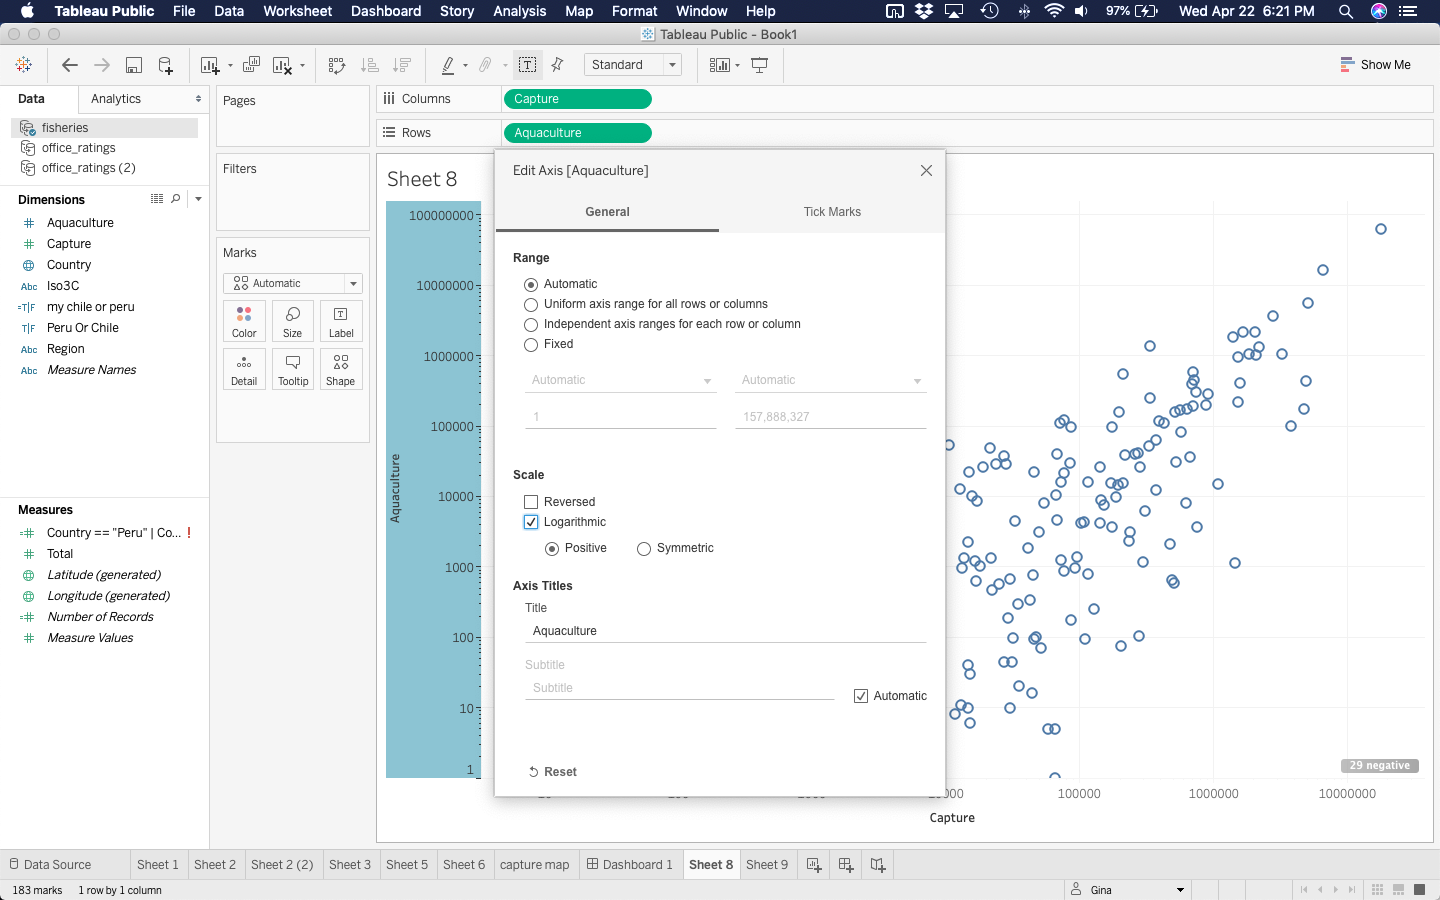 Tableau Public File Data Worksheet Dashboard Story Analysis Map Format Window Help 97% Wed Apr 22 6:21 PM
Tableau Public - Book1
Standard
Show Me
Data Analytics
fisheries
office_ratings
office_ratings (2)
Dimensions
Aquaculture
Capture
Country
Abc Iso3C
=T|F my chile or peru
T|F Peru Or Chile
Abc Region
Abc Measure Names
Measures
=# Country == "Peru" | Co... !
# Total
Latitude (generated)
Longitude (generated)
=# Number of Records
# Measure Values
Pages
Filters
Marks
Automatic
Color Size Label
Detail Tooltip Shape
Columns Capture
Rows Aquaculture
Sheet 8
Aquaculture
100000000
10000000
1000000
100000
10000
1000
100
10
1
Edit Axis [Aquaculture]
General Tick Marks
Range
Automatic
Uniform axis range for all rows or columns
Independent axis ranges for each row or column
Fixed
Automatic Automatic
1 157,888,327
Scale
Reversed
Logarithmic
Positive Symmetric
Axis Titles
Title
Aquaculture
Subtitle
Subtitle
Automatic
Reset
29 negative
100000 1000000 10000000
Capture
Data Source Sheet 1 Sheet 2 Sheet 2 (2) Sheet 3 Sheet 5 Sheet 6 capture map Dashboard 1 Sheet 8 Sheet 9
183 marks 1 row by 1 column Gina